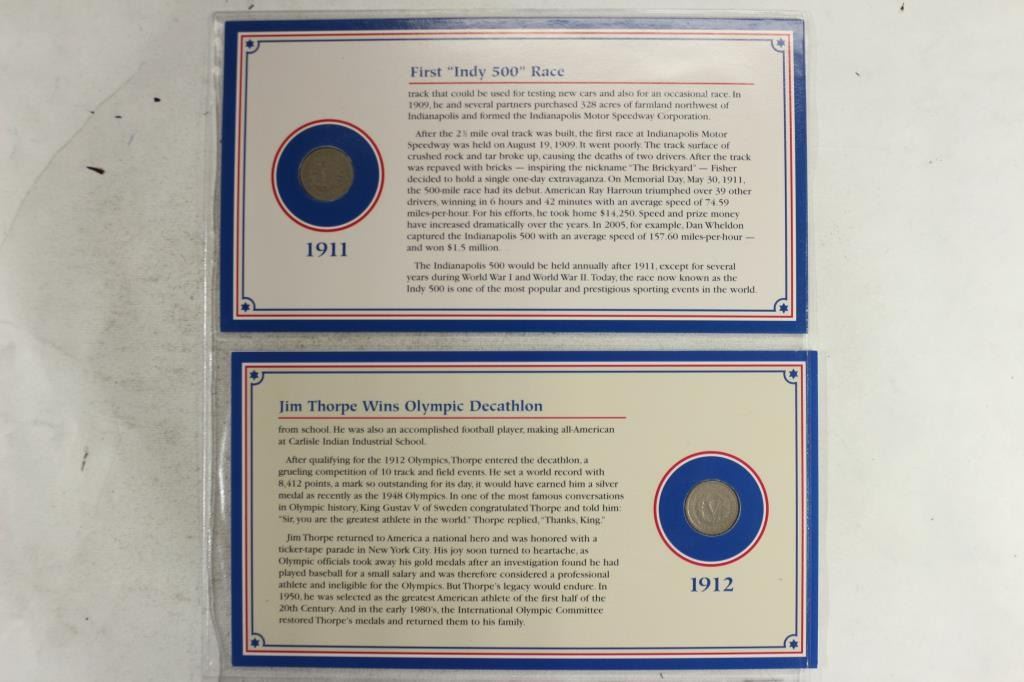 First "Indy 500" Race
track that could be used for testing new cars and also for an occasional race. In
1909, he and several partners purchased 328 acres of farmland northwest of
Indianapolis and formed the Indianapolis Motor Speedway Corporation.
After the 2½ mile oval track was built, the first race at Indianapolis Motor
Speedway was held on August 19, 1909. It went poorly. The track surface of
crushed rock and tar broke up, causing the deaths of two drivers. After the track
was repaved with bricks — inspiring the nickname "The Brickyard" — Fisher
decided to hold a single one-day extravaganza. On Memorial Day, May 30, 1911,
the 500-mile race had its debut. American Ray Harroun triumphed over 39 other
drivers, winning in 6 hours and 42 minutes with an average speed of 74.59
miles-per-hour. For his efforts, he took home $14,250. Speed and prize money
have increased dramatically over the years. In 2005, for example, Dan Wheldon
captured the Indianapolis 500 with an average speed of 157.60 miles-per-hour —
and won $1.5 million.
The Indianapolis 500 would be held annually after 1911, except for several
years during World War I and World War II. Today, the race now known as the
Indy 500 is one of the most popular and prestigious sporting events in the world.
1911
Jim Thorpe Wins Olympic Decathlon
from school. He was also an accomplished football player, making all-American
at Carlisle Indian Industrial School.
After qualifying for the 1912 Olympics, Thorpe entered the decathlon, a
grueling competition of 10 track and field events. He set a world record with
8,412 points, a mark so outstanding for its day, it would have earned him a silver
medal as recently as the 1948 Olympics. In one of the most famous conversations
in Olympic history, King Gustav V of Sweden congratulated Thorpe and told him:
"Sir, you are the greatest athlete in the world." Thorpe replied, "Thanks, King."
Jim Thorpe returned to America a national hero and was honored with a
ticker-tape parade in New York City. His joy soon turned to heartache, as
Olympic officials took away his gold medals after an investigation found he had
played baseball for a small salary and was therefore considered a professional
athlete and ineligible for the Olympics. But Thorpe's legacy would endure. In
1950, he was selected as the greatest American athlete of the first half of the
20th Century. And in the early 1980's, the International Olympic Committee
restored Thorpe's medals and returned them to his family.
V
1912